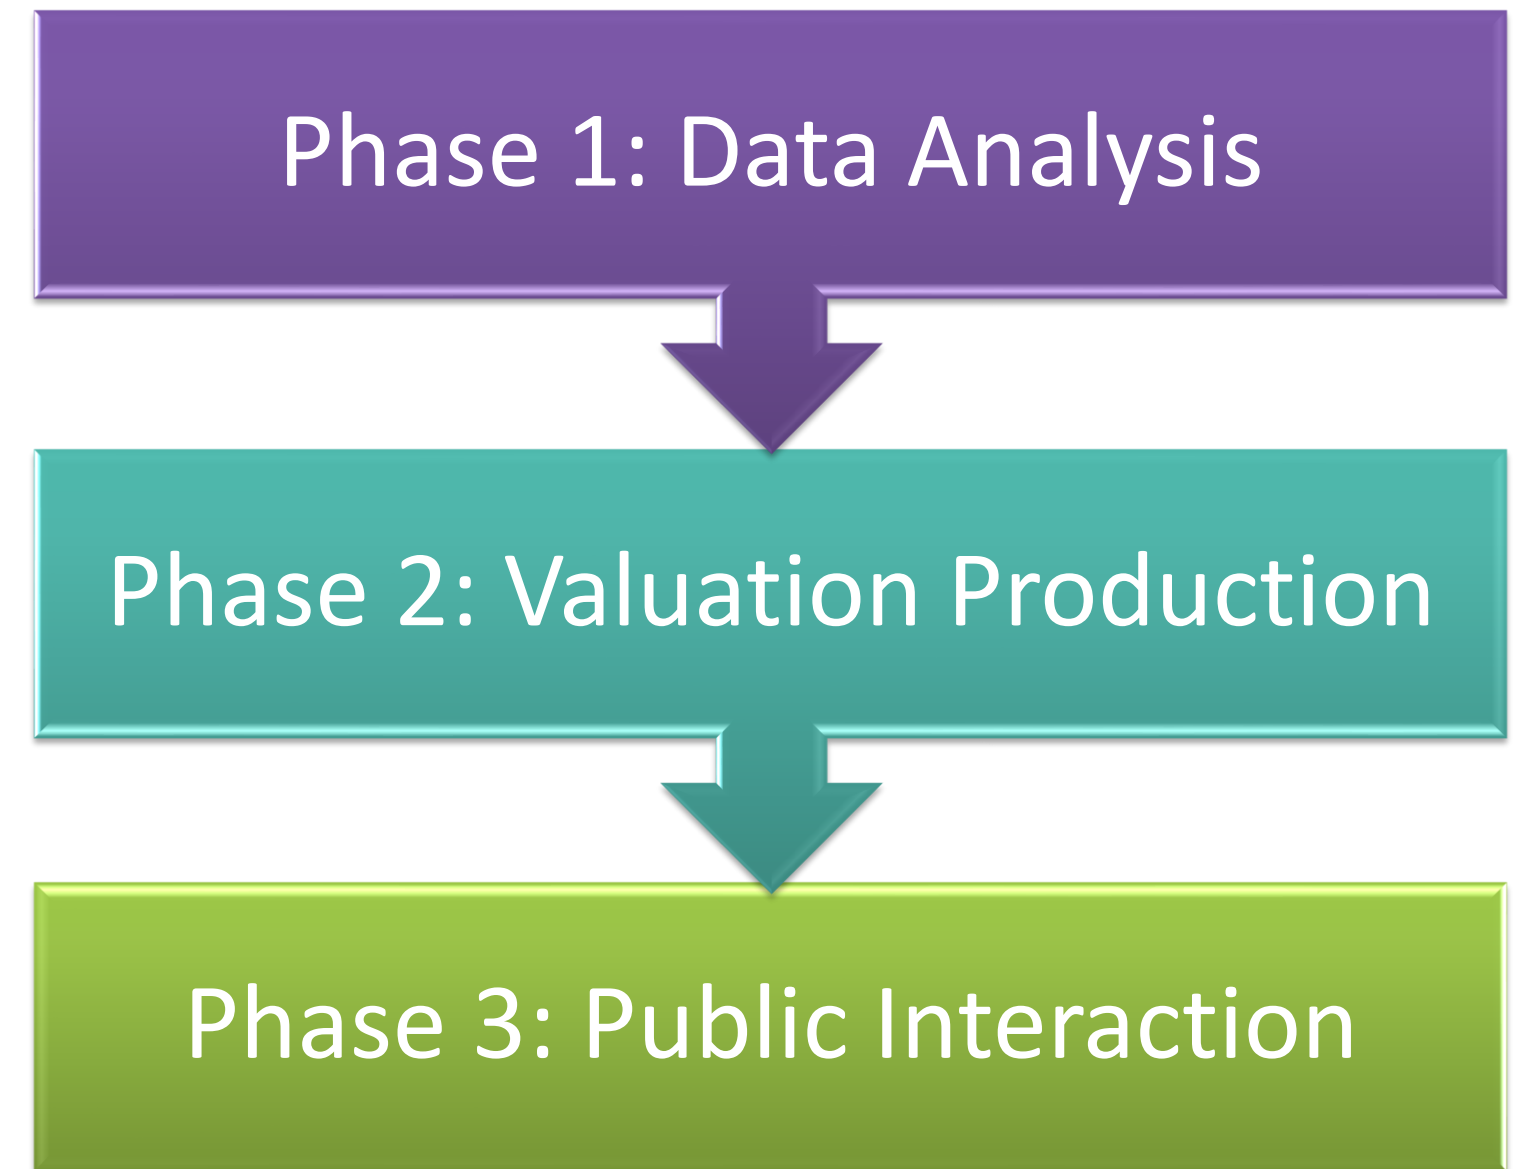 Phase 1: Data Analysis
Phase 2: Valuation Production
Phase 3: Public Interaction